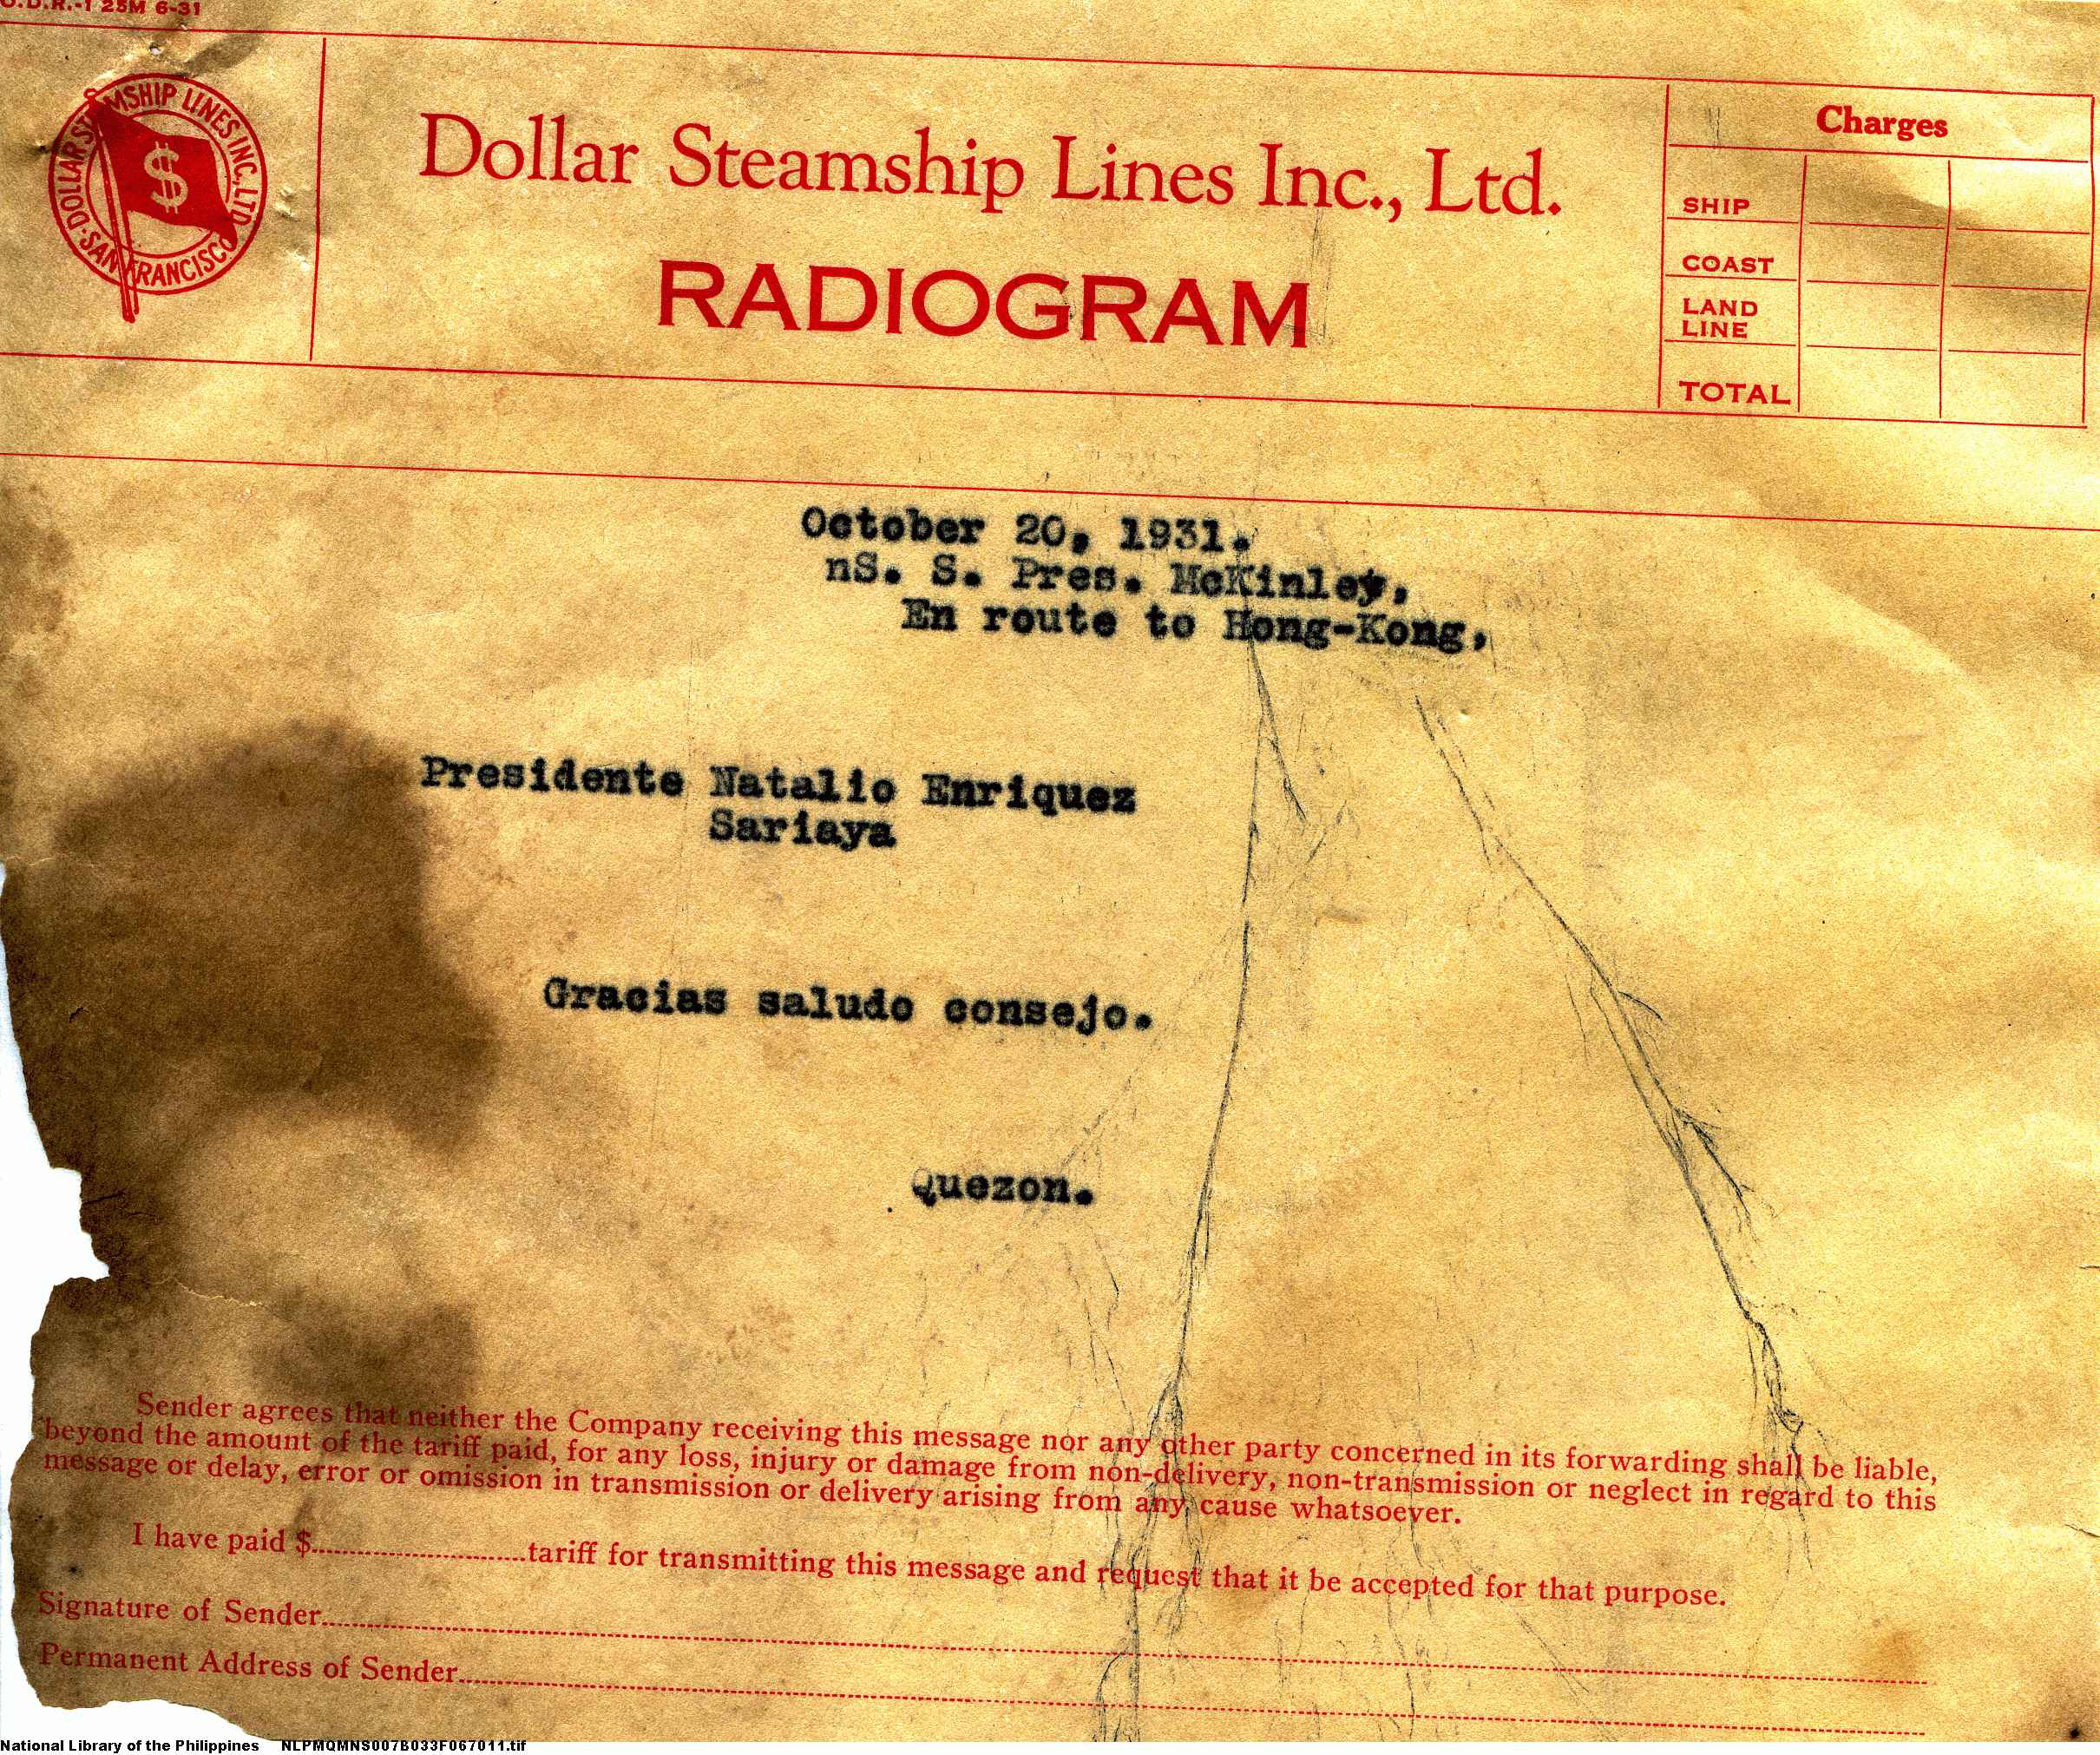 O.D.R.-1 25M 6-31
DOLLAR STEAMSHIP LINES INC., LTD.
SAN FRANCISCO
$
Dollar Steamship Lines Inc., Ltd.
RADIOGRAM
Charges
SHIP
COAST
LAND
LINE
TOTAL
October 20, 1931.
nS. S. Pres. McKinley,
En route to Hong-Kong,
Presidente Natalio Enriquez
Sariaya
Gracias saludo consejo.
Quezon.
Sender agrees that neither the Company receiving this message nor any other party concerned in its forwarding shall be liable,
beyond the amount of the tariff paid, for any loss, injury or damage from non-delivery, non-transmission or neglect in regard to this
message or delay, error or omission in transmission or delivery arising from any cause whatsoever.
I have paid $ tariff for transmitting this message and request that it be accepted for that purpose.
Signature of Sender
Permanent Address of Sender
National Library of the Philippines NLPMQMNS007B033F067011.tif